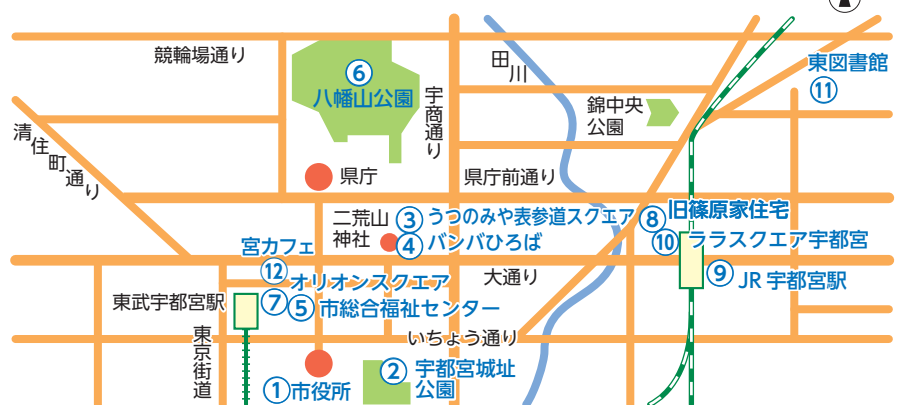 競輪場通り
⑥
八幡山公園
宇商通り
田川
東図書館
⑪
錦中央
公園
清住町通り
県庁
県庁前通り
二荒山
神社
③うつのみや表参道スクエア
④バンバひろば
⑧旧篠原家住宅
⑩ララスクエア宇都宮
宮カフェ
⑫
オリオンスクエア
大通り
⑨JR宇都宮駅
東武宇都宮駅
⑦⑤市総合福祉センター
東京街道
いちょう通り
①市役所
②宇都宮城址
公園